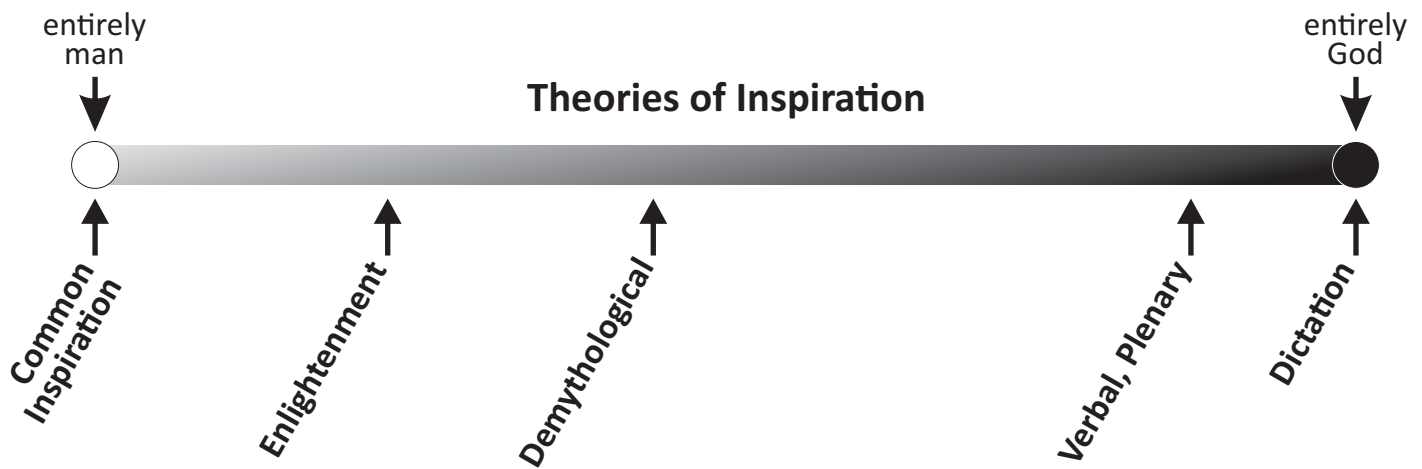 entirely
man
entirely
God
Theories of Inspiration
Common
Inspiration
Enlightenment
Demythological
Verbal, Plenary
Dictation